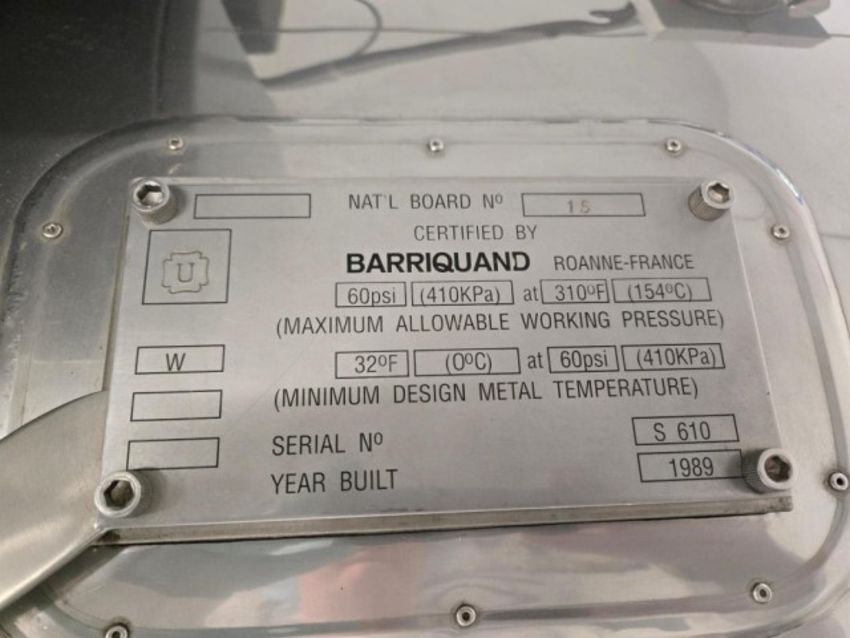 NAT'L BOARD Nº 15
CERTIFIED BY
U
BARRIQUAND ROANNE-FRANCE
60psi (410KPa) at 310ºF (154ºC)
(MAXIMUM ALLOWABLE WORKING PRESSURE)
W 32ºF (0ºC) at 60psi (410KPa)
(MINIMUM DESIGN METAL TEMPERATURE)
SERIAL Nº S 610
YEAR BUILT 1989